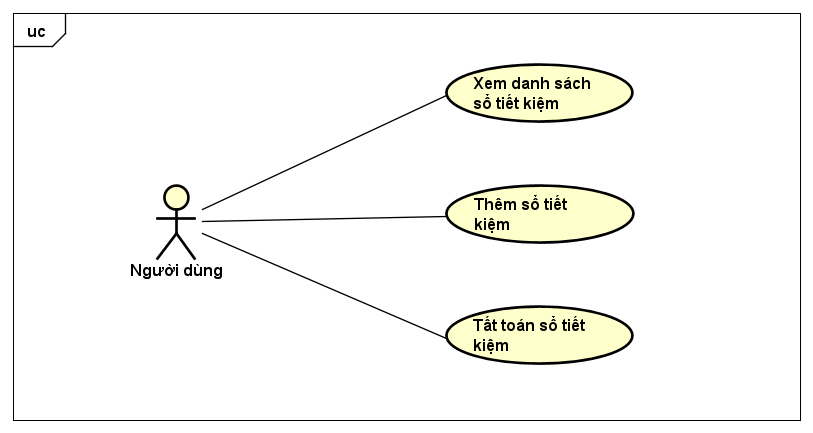 uc
Xem danh sách
sổ tiết kiệm
Thêm sổ tiết
kiệm
Người dùng
Tất toán sổ tiết
kiệm